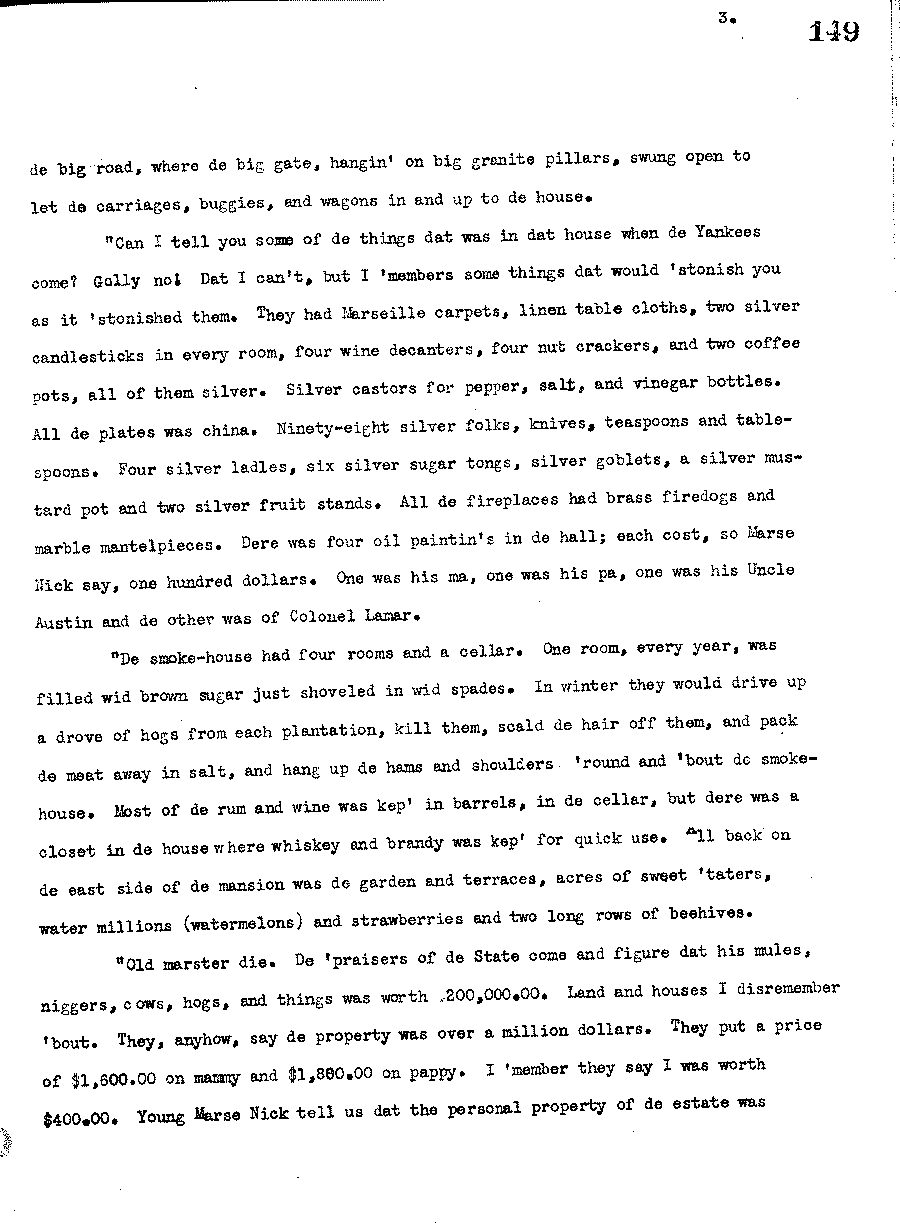 3.
149
de big road, where de big gate, hangin' on big granite pillars, swung open to
let de carriages, buggies, and wagons in and up to de house.
"Can I tell you some of de things dat was in dat house when de Yankees
come? Golly no! Dat I can't, but I 'members some things dat would 'stonish you
as it 'stonished them. They had Marseille carpets, linen table cloths, two silver
candlesticks in every room, four wine decanters, four nut crackers, and two coffee
pots, all of them silver. Silver castors for pepper, salt, and vinegar bottles.
All de plates was china. Ninety-eight silver folks, knives, teaspoons and table-
spoons. Four silver ladles, six silver sugar tongs, silver goblets, a silver mus-
tard pot and two silver fruit stands. All de fireplaces had brass firedogs and
marble mantelpieces. Dere was four oil paintin's in de hall; each cost, so Marse
Nick say, one hundred dollars. One was his ma, one was his pa, one was his Uncle
Austin and de other was of Colonel Lamar.
"De smoke-house had four rooms and a cellar. One room, every year, was
filled wid brown sugar just shoveled in wid spades. In winter they would drive up
a drove of hogs from each plantation, kill them, scald de hair off them, and pack
de meat away in salt, and hang up de hams and shoulders 'round and 'bout de smoke-
house. Most of de rum and wine was kep' in barrels, in de cellar, but dere was a
closet in de house where whiskey and brandy was kep' for quick use. All back on
de east side of de mansion was de garden and terraces, acres of sweet 'taters,
water millions (watermelons) and strawberries and two long rows of beehives.
"Old marster die. De 'praisers of de State come and figure dat his mules,
niggers, cows, hogs, and things was worth 200,000.00. Land and houses I disremember
'bout. They, anyhow, say de property was over a million dollars. They put a price
of $1,600.00 on mammy and $1,800.00 on pappy. I 'member they say I was worth
$400.00. Young Marse Nick tell us dat the personal property of de estate was